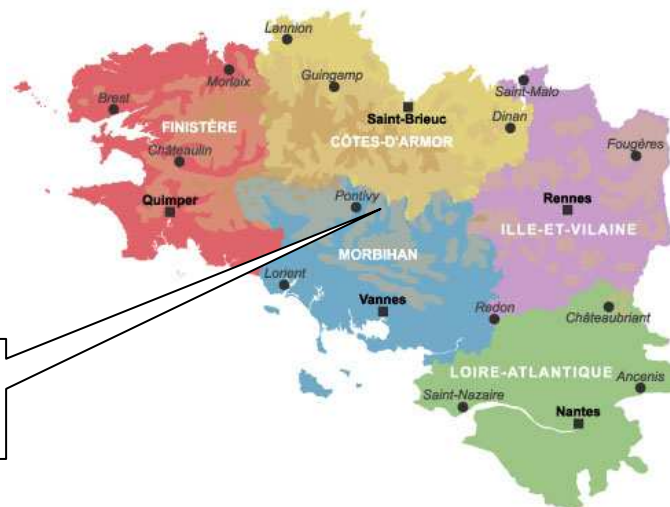 Lannion
Morlaix
Guingamp
Saint-Malo
Brest
Saint-Brieuc
Dinan
FINISTÈRE
CÔTES-D'ARMOR
Fougères
Châteaulin
Quimper
Pontivy
Rennes
ILLE-ET-VILAINE
MORBIHAN
Lorient
Vannes
Redon
Châteaubriant
LOIRE-ATLANTIQUE
Ancenis
Saint-Nazaire
Nantes